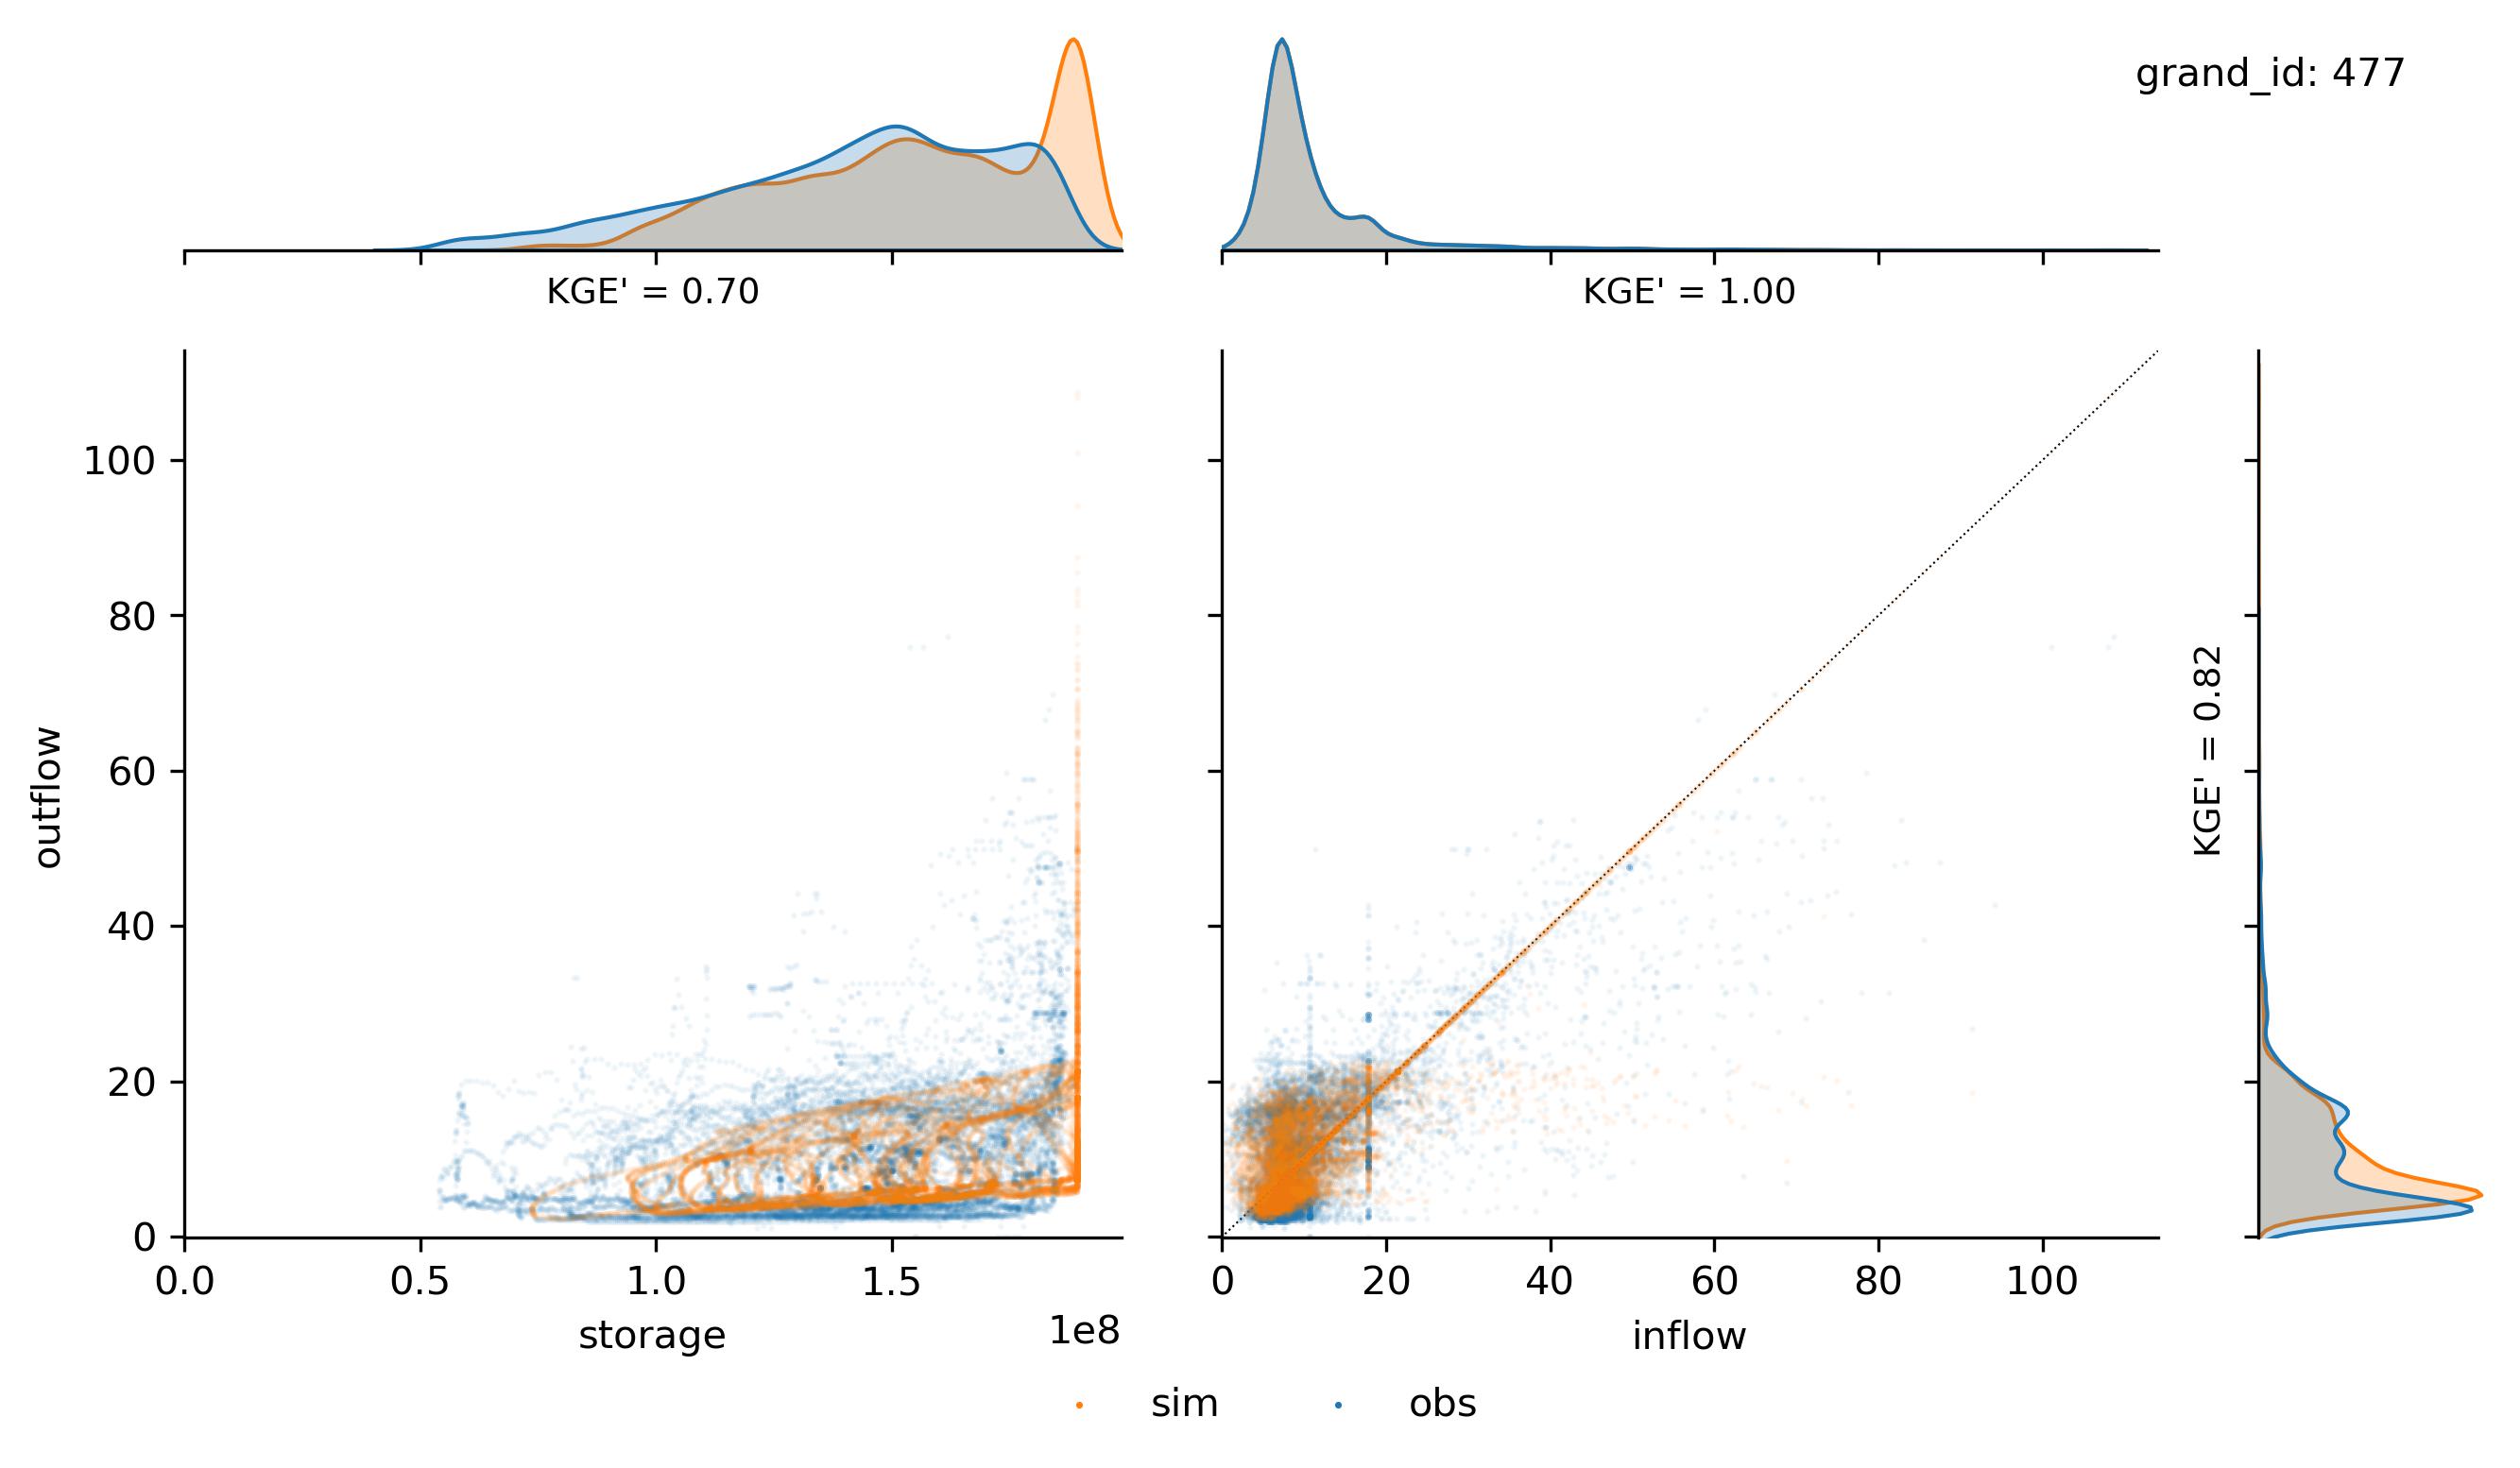 grand_id: 477
KGE' = 0.70
KGE' = 1.00
outflow
100
80
60
40
20
0
KGE' = 0.82
0.0 0.5 1.0 1.5
0 20 40 60 80 100
storage
1e8
inflow
sim obs